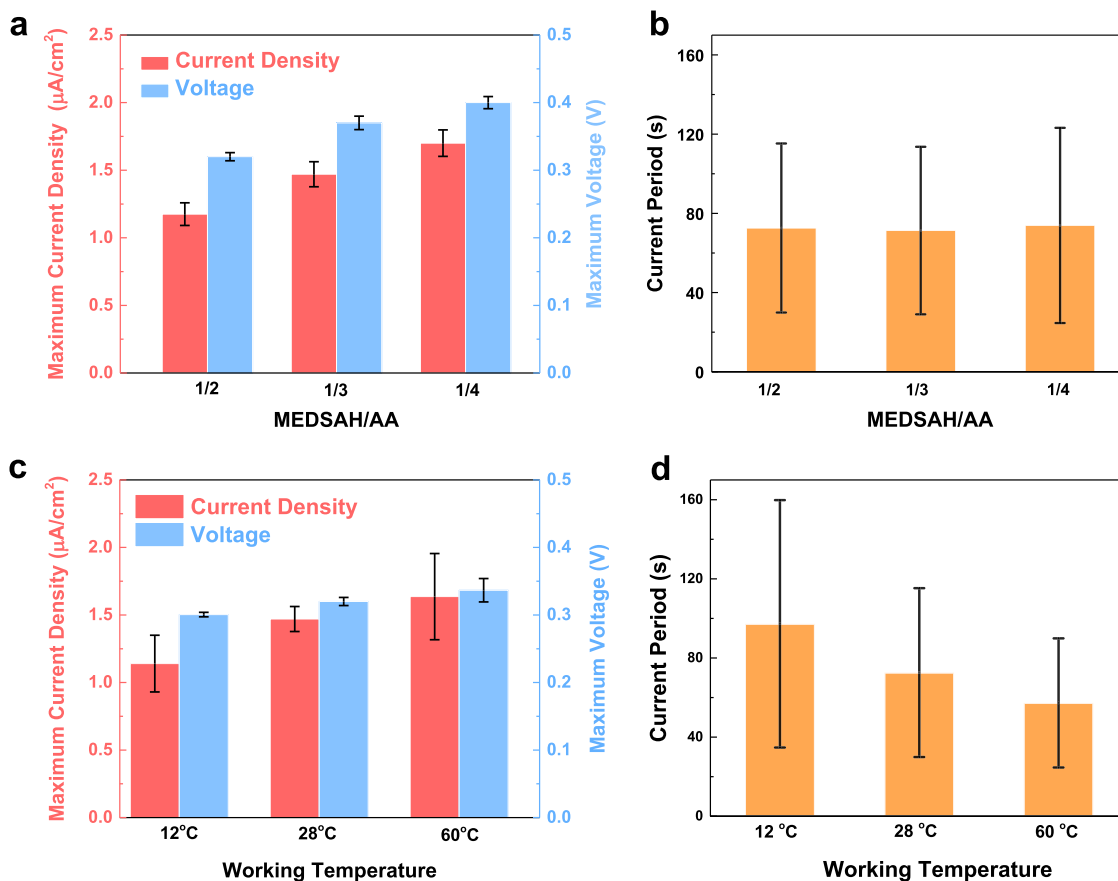 a
Maximum Current Density (μA/cm²)
2.5
2.0
1.5
1.0
1.5
0.0
Current Density
Voltage
0.5
0.4
0.3
0.2
0.1
0.0
Maximum Voltage (V)
1/2 1/3 1/4
MEDSAH/AA
b
Current Period (s)
160
120
80
40
0
1/2 1/3 1/4
MEDSAH/AA
c
Maximum Current Density (μA/cm²)
2.5
2.0
1.5
1.0
1.5
0.0
Current Density
Voltage
0.5
0.4
0.3
0.2
0.1
0.0
Maximum Voltage (V)
12°C 28°C 60°C
Working Temperature
d
Current Period (s)
160
120
80
40
0
12 °C 28 °C 60 °C
Working Temperature